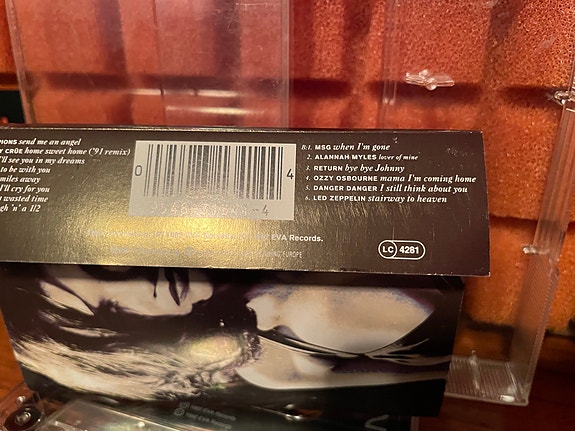 IONS send me an angel
Y CRÜE home sweet home ('91 remix)
'll see you in my dreams
to be with you
miles away
I'll cry for you
wasted time
gh 'n' a 1/2
0
4
-4
EVA Records.
EUROPE
B:1. MSG when I'm gone
2. ALANNAH MYLES lover of mine
3. RETURN bye bye Johnny
4. OZZY OSBOURNE mama I'm coming home
5. DANGER DANGER I still think about you
6. LED ZEPPELIN stairway to heaven
LC 4281